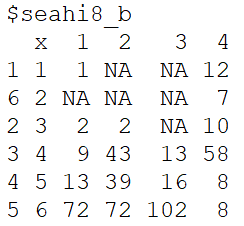 $seahi8_b
  x  1  2   3  4
1 1  1 NA  NA 12
6 2 NA NA  NA  7
2 3  2  2  NA 10
3 4  9 43  13 58
4 5 13 39  16  8
5 6 72 72 102  8